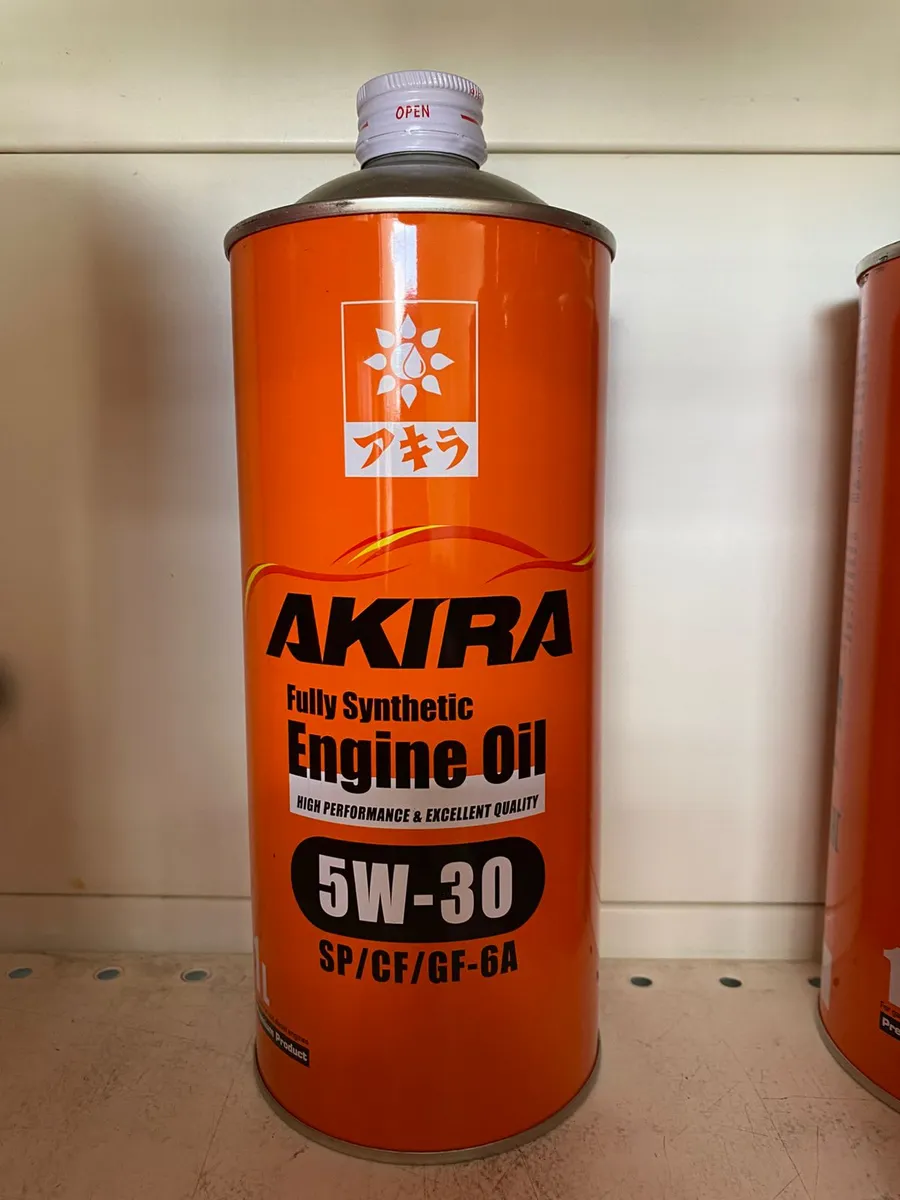 OPEN
アキラ
AKIRA
Fully Synthetic
Engine Oil
HIGH PERFORMANCE & EXCELLENT QUALITY
5W-30
SP/CF/GF-6A
Product